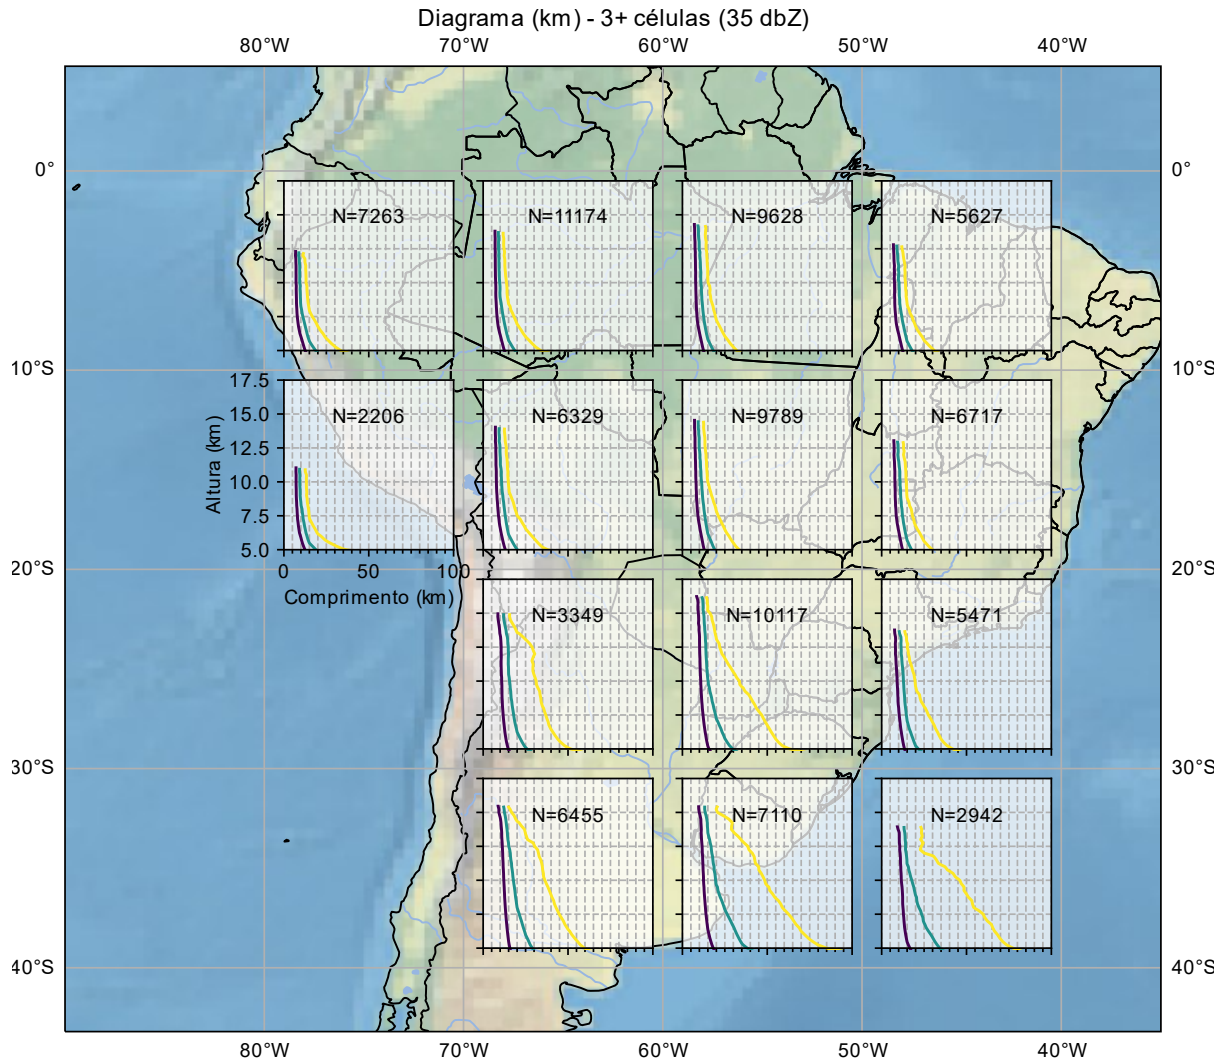 Diagrama (km) - 3+ células (35 dbZ)
80°W 70°W 60°W 50°W 40°W
0° 0°
N=7263 N=11174 N=9628 N=5627
10°S 10°S
17.5
N=2206 N=6329 N=9789 N=6717
15.0
12.5
Altura (km)
10.0
7.5
5.0
0 50 100
20°S 20°S
Comprimento (km)
N=3349 N=10117 N=5471
30°S 30°S
N=6455 N=7110 N=2942
40°S 40°S
80°W 70°W 60°W 50°W 40°W